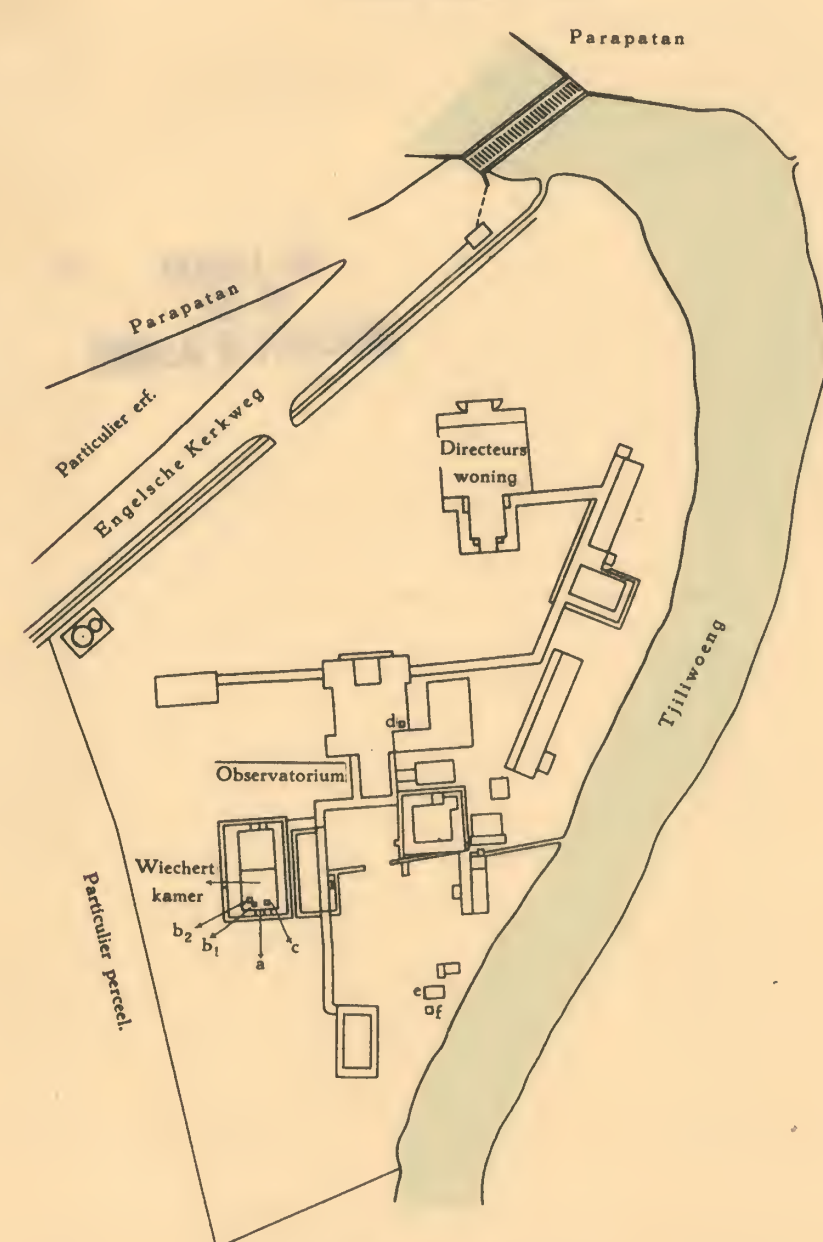 Parapatan
Parapatan
Particulier erf.
Engelsche Kerkweg
Directeurs
woning
Tjiliwoeng
d
Observatorium
Wiechert
kamer
b2
b1
a
c
Particulier perceel.
e
f